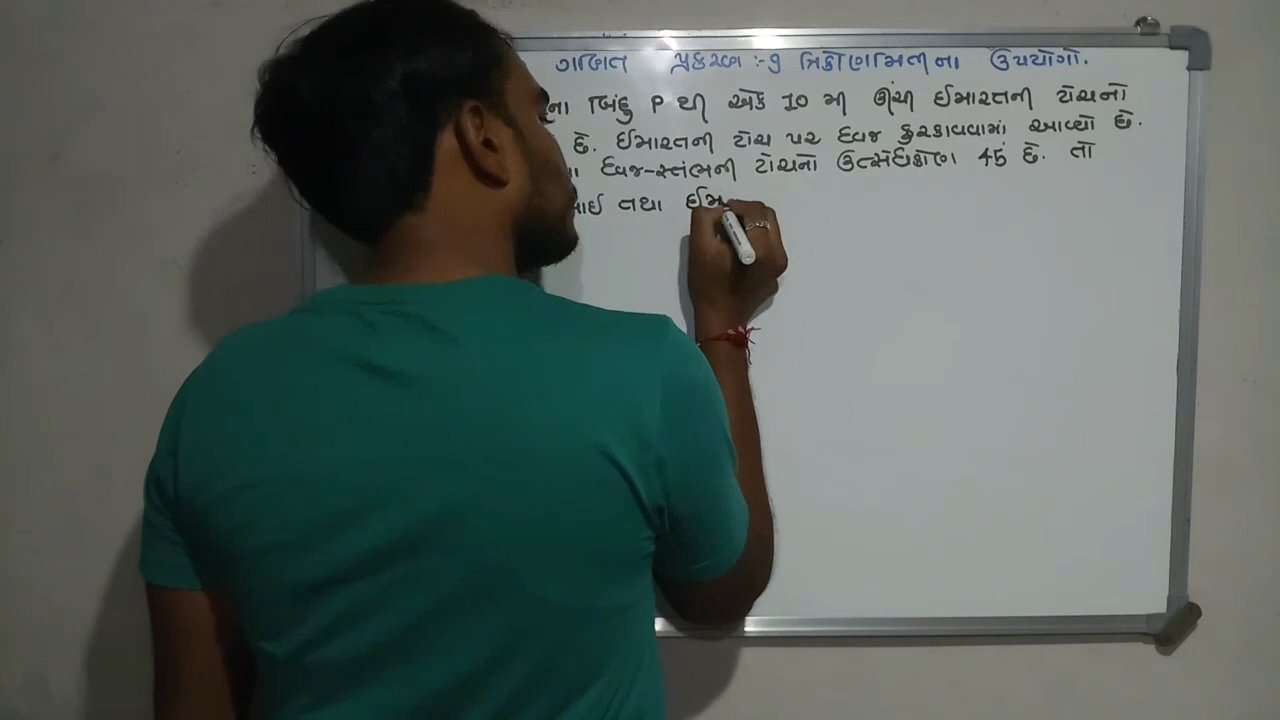 ગણિત પ્રકરણ :- 9 ત્રિકોણમિતીના ઉપયોગો.
ના બિંદુ P થી એક 10 મી ઊંચી ઈમારતની ટોચનો
છે. ઈમારતની ટોચ પર ધ્વજ ફરકાવવામાં આવ્યો છે.
ધ્વજ-સ્તંભની ટોચનો ઉત્સેધકોણ 45 છે. તો
તથા ઈમ